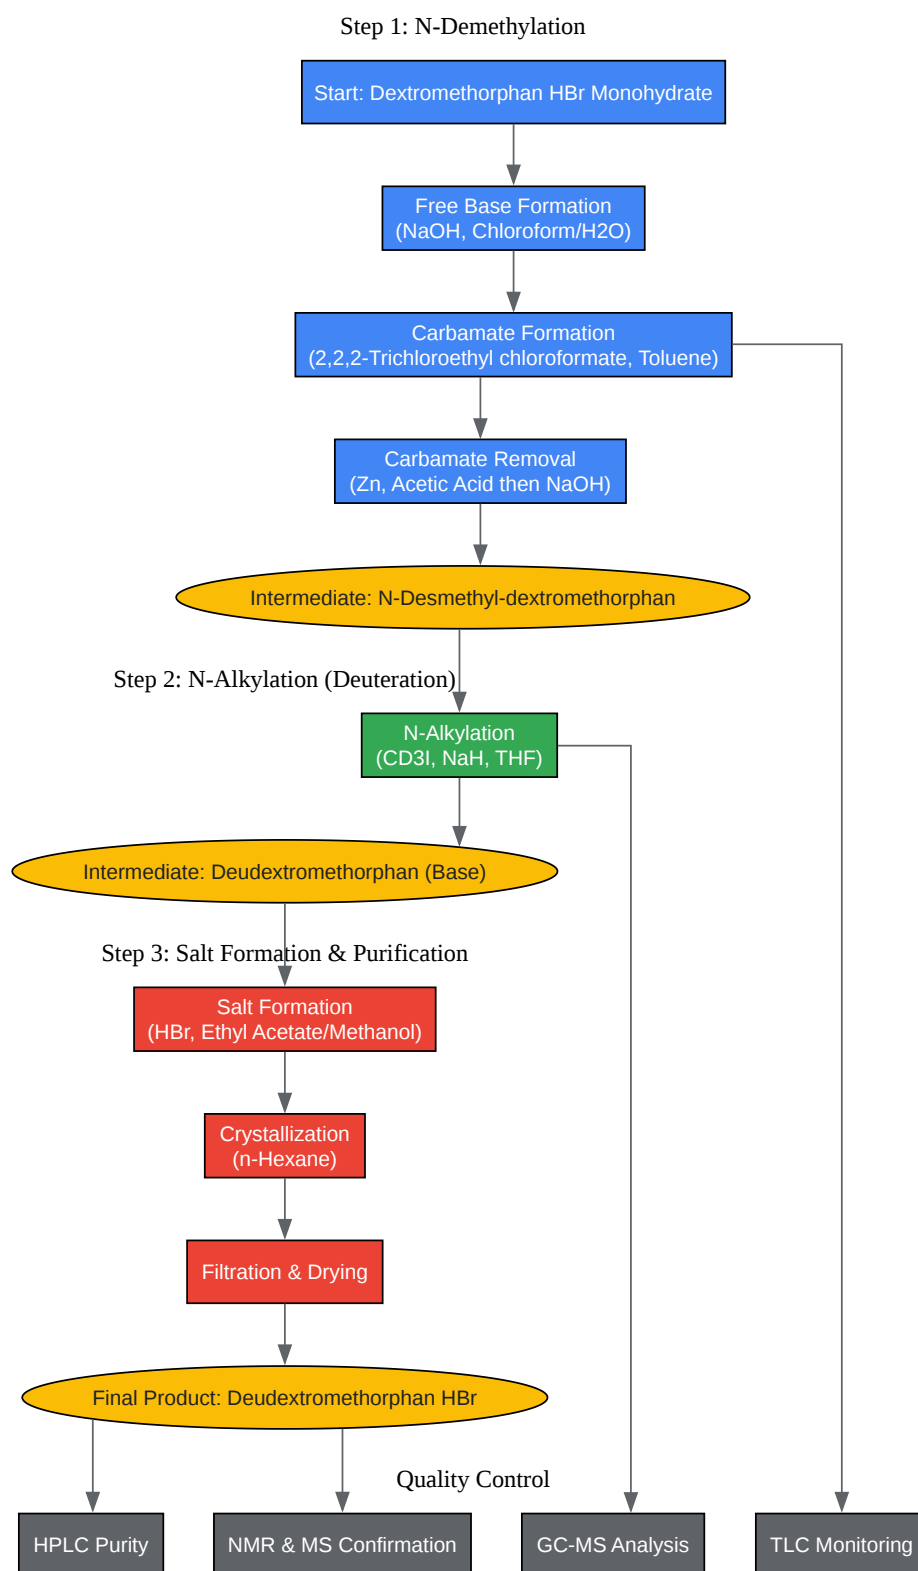 Step 1: N-Demethylation
Start: Dextromethorphan HBr Monohydrate
Free Base Formation
(NaOH, Chloroform/H2O)
Carbamate Formation
(2,2,2-Trichloroethyl chloroformate, Toluene)
Carbamate Removal
(Zn, Acetic Acid then NaOH)
Intermediate: N-Desmethyl-dextromethorphan
Step 2: N-Alkylation (Deuteration)
N-Alkylation
(CD3I, NaH, THF)
Intermediate: Deudextromethorphan (Base)
Step 3: Salt Formation & Purification
Salt Formation
(HBr, Ethyl Acetate/Methanol)
Crystallization
(n-Hexane)
Filtration & Drying
Final Product: Deudextromethorphan HBr
Quality Control
HPLC Purity
NMR & MS Confirmation
GC-MS Analysis
TLC Monitoring